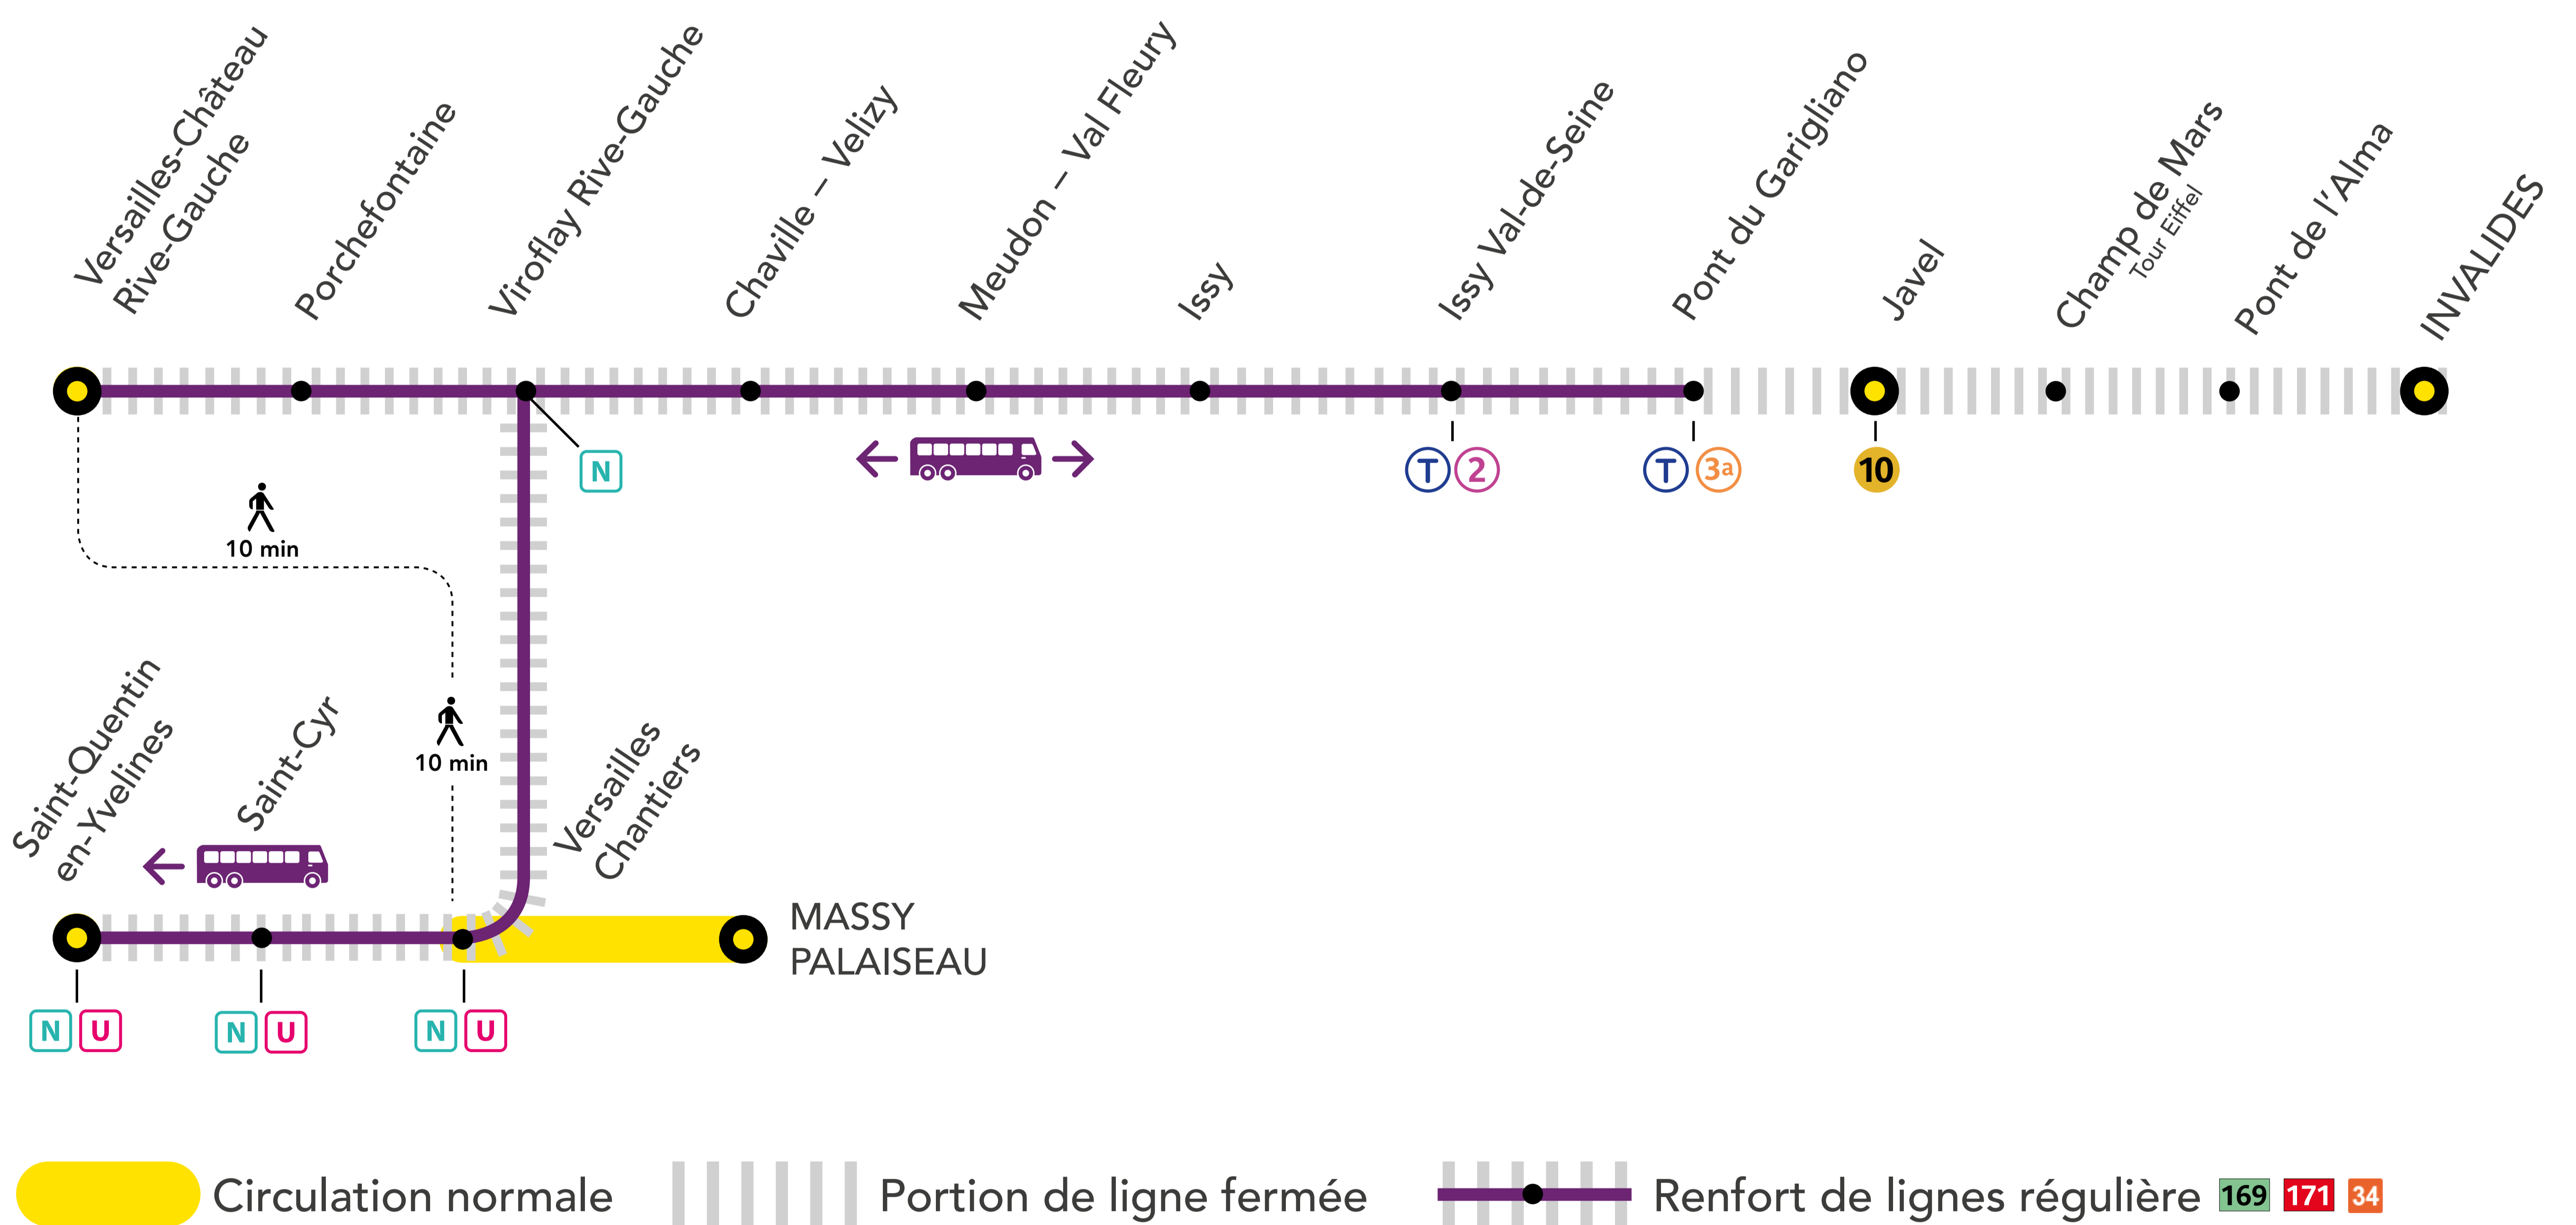 Versailles-Château
Rive-Gauche
Porchefontaine
Viroflay Rive-Gauche
Chaville – Velizy
Meudon – Val Fleury
Issy
Issy Val-de-Seine
Pont du Garigliano
Javel
Champ de Mars
Tour Eiffel
Pont de l'Alma
INVALIDES
N
T 2
T 3a
10
10 min
10 min
Saint-Quentin
en-Yvelines
Saint-Cyr
Versailles
Chantiers
MASSY
PALAISEAU
N U
N U
N U
Circulation normale
Portion de ligne fermée
Renfort de lignes régulière 169 171 34